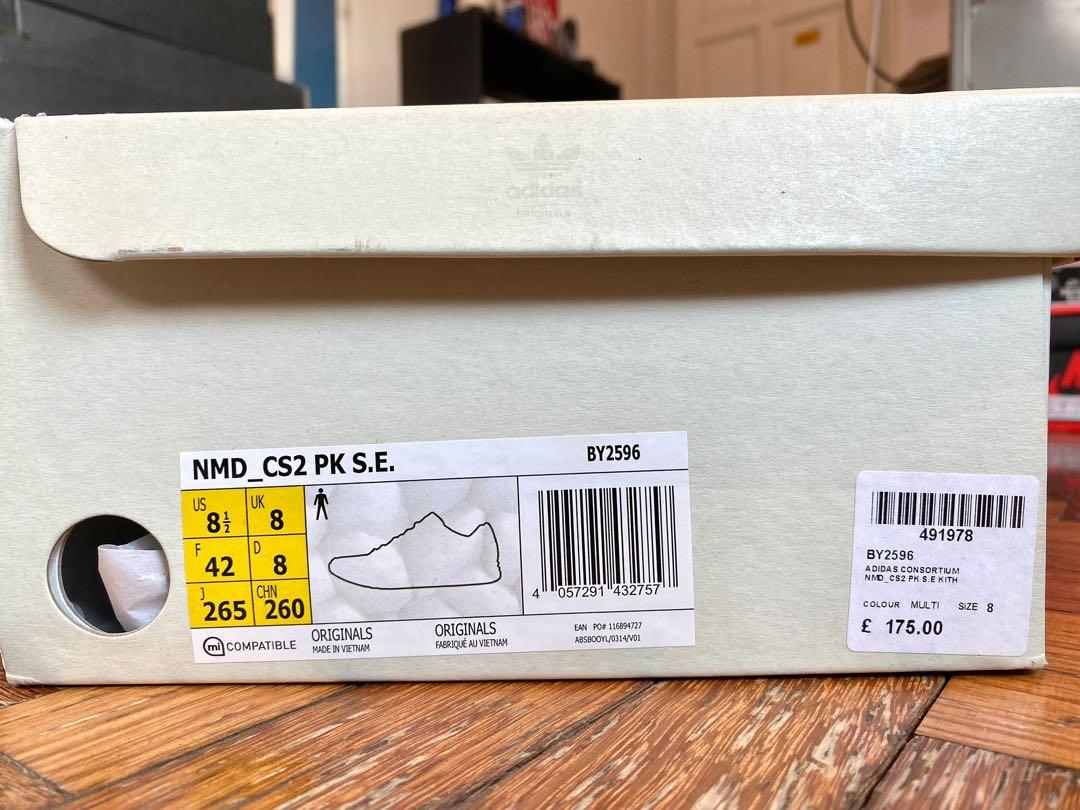 adidas
ORIGINALS
NMD_CS2 PK S.E.
BY2596
US 8½
UK 8
F 42
D 8
J 265
CHN 260
mi COMPATIBLE
ORIGINALS
MADE IN VIETNAM
ORIGINALS
FABRIQUÉ AU VIETNAM
4 057291 432757
EAN PO# 116894727
ABSBOOYL/0314/V01
491978
BY2596
ADIDAS CONSORTIUM
NMD_CS2 PK S.E KITH
COLOUR MULTI SIZE 8
£ 175.00